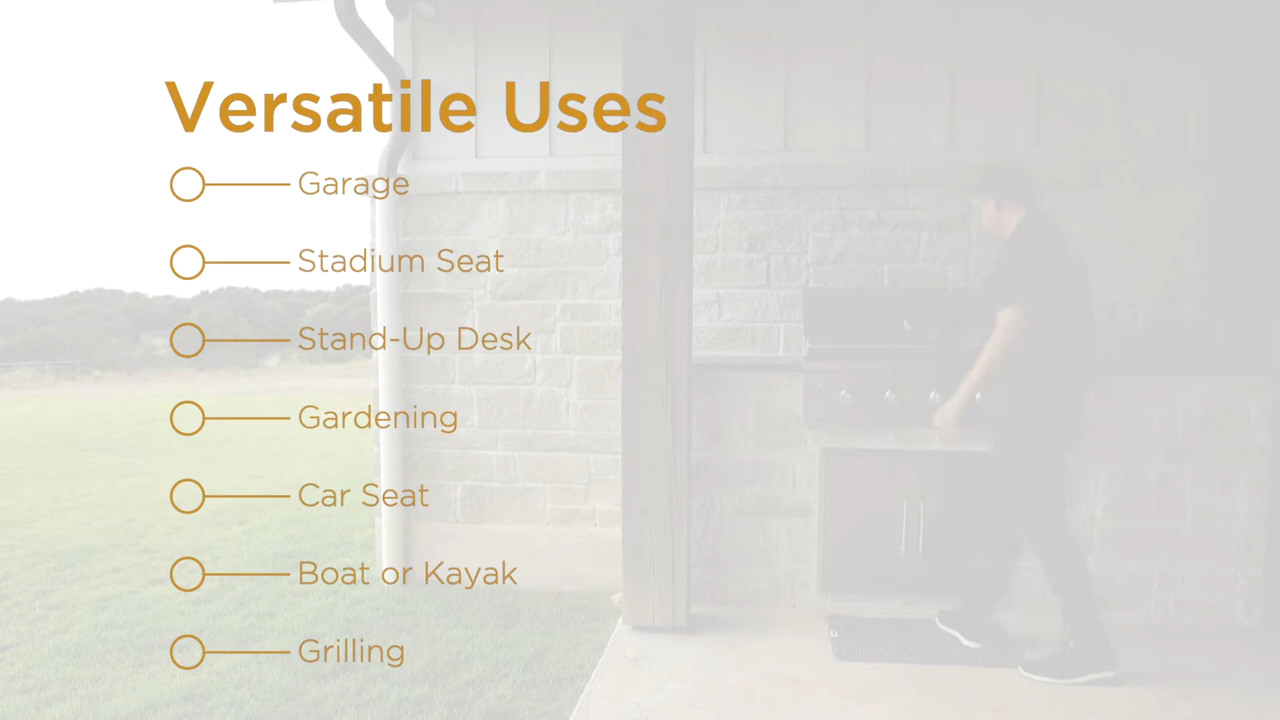 Versatile Uses
Garage
Stadium Seat
Stand-Up Desk
Gardening
Car Seat
Boat or Kayak
Grilling